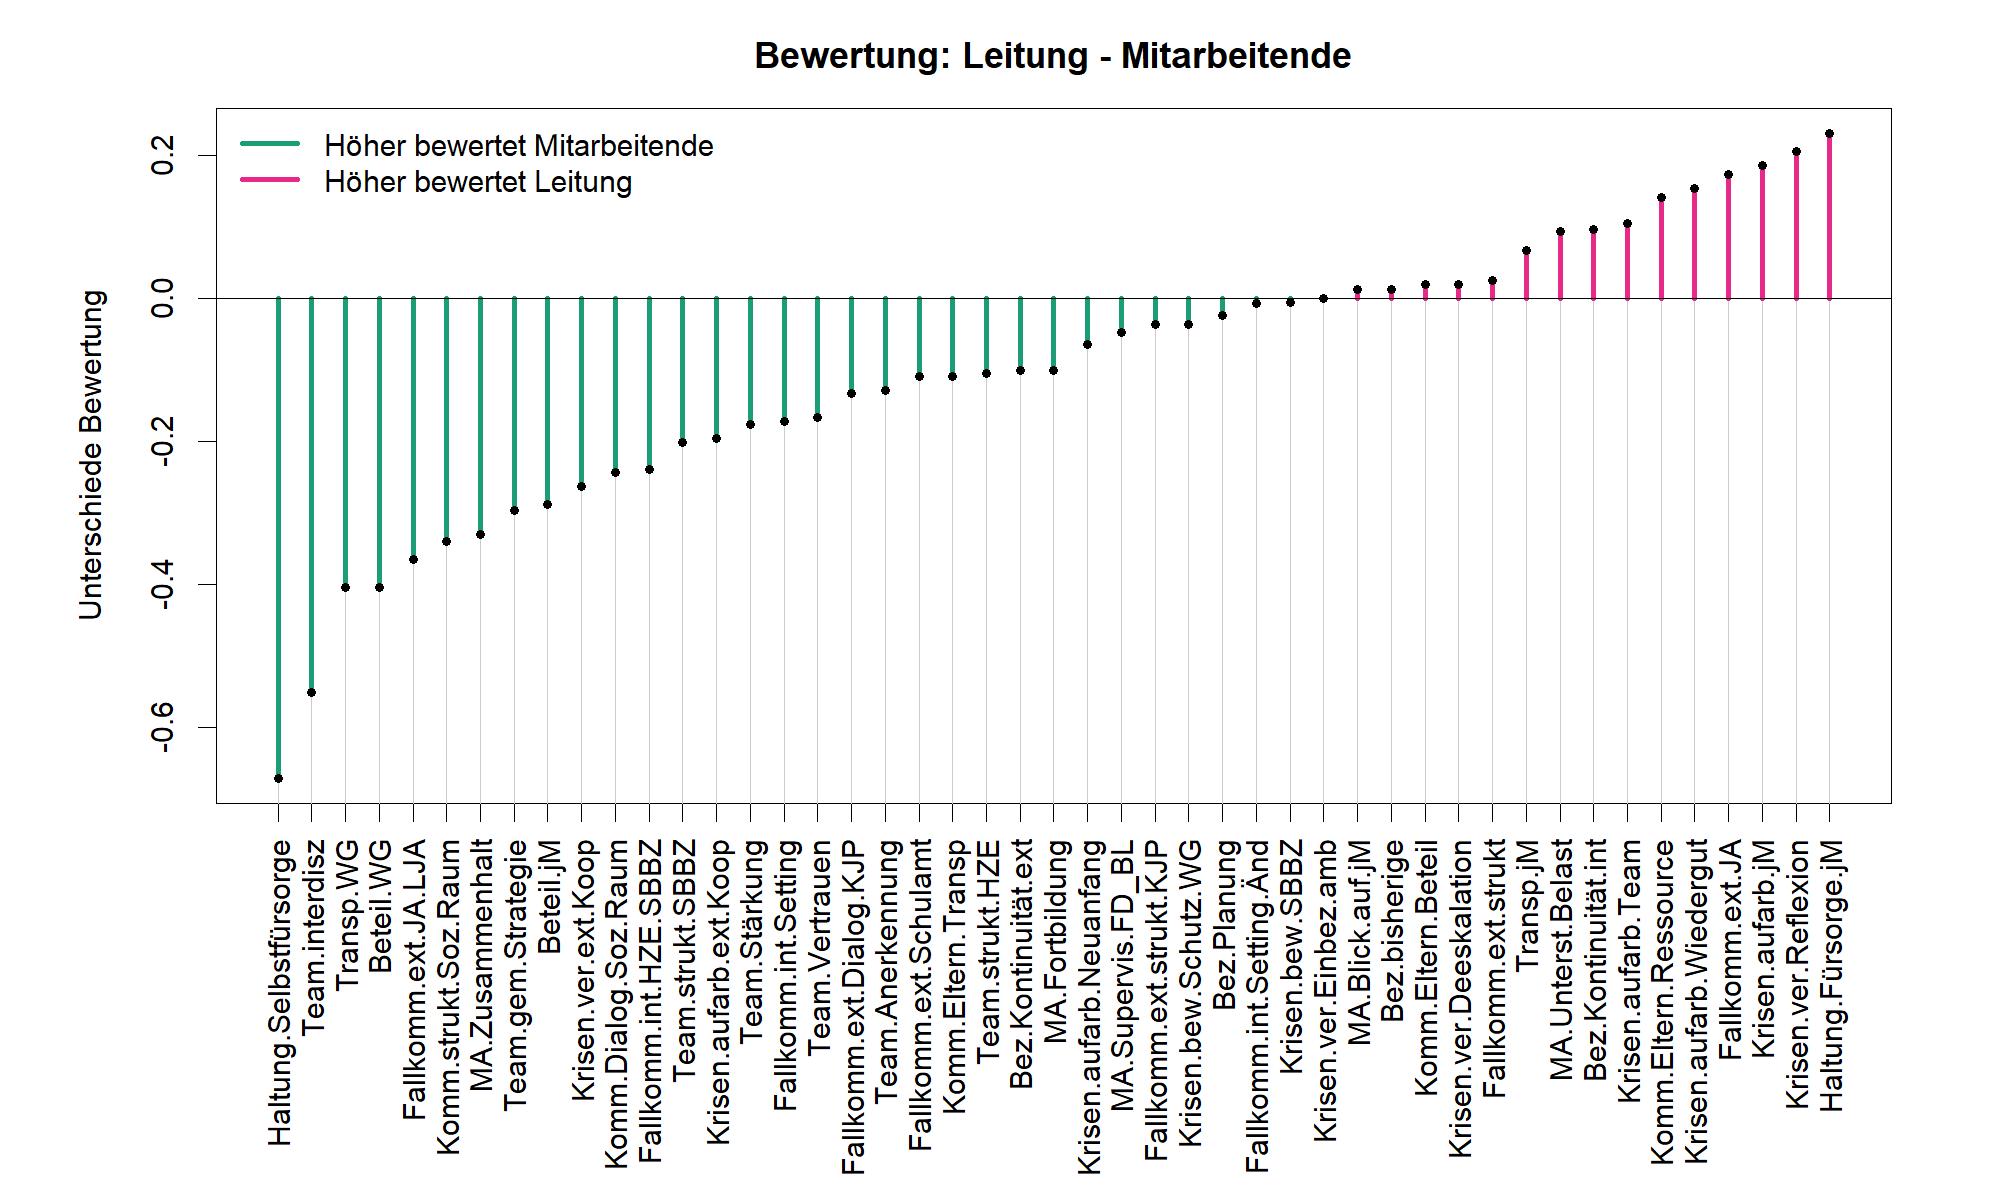 Bewertung: Leitung - Mitarbeitende
Höher bewertet Mitarbeitende
Höher bewertet Leitung
Unterschiede Bewertung
0.2
0.0
-0.2
-0.4
-0.6
Haltung.Selbstfürsorge
Team.interdisz
Transp.WG
Beteil.WG
Fallkomm.ext.JA.LJA
Komm.strukt.Soz.Raum
MA.Zusammenhalt
Team.gem.Strategie
Beteil.jM
Krisen.ver.ext.Koop
Komm.Dialog.Soz.Raum
Fallkomm.int.HZE.SBBZ
Team.strukt.SBBZ
Krisen.aufarb.ext.Koop
Team.Stärkung
Fallkomm.int.Setting
Team.Vertrauen
Fallkomm.ext.Dialog.KJP
Team.Anerkennung
Fallkomm.ext.Schulamt
Komm.Eltern.Transp
Team.strukt.HZE
Bez.Kontinuität.ext
MA.Fortbildung
Krisen.aufarb.Neuanfang
MA.Supervis.FD_BL
Fallkomm.ext.strukt.KJP
Krisen.bew.Schutz.WG
Bez.Planung
Fallkomm.int.Setting.Änd
Krisen.bew.SBBZ
Krisen.ver.Einbez.amb
MA.Blick.auf.jM
Bez.bisherige
Komm.Eltern.Beteil
Krisen.ver.Deeskalation
Fallkomm.ext.strukt
Transp.jM
MA.Unterst.Belast
Bez.Kontinuität.int
Krisen.aufarb.Team
Komm.Eltern.Ressource
Krisen.aufarb.Wiedergut
Fallkomm.ext.JA
Krisen.aufarb.jM
Krisen.ver.Reflexion
Haltung.Fürsorge.jM